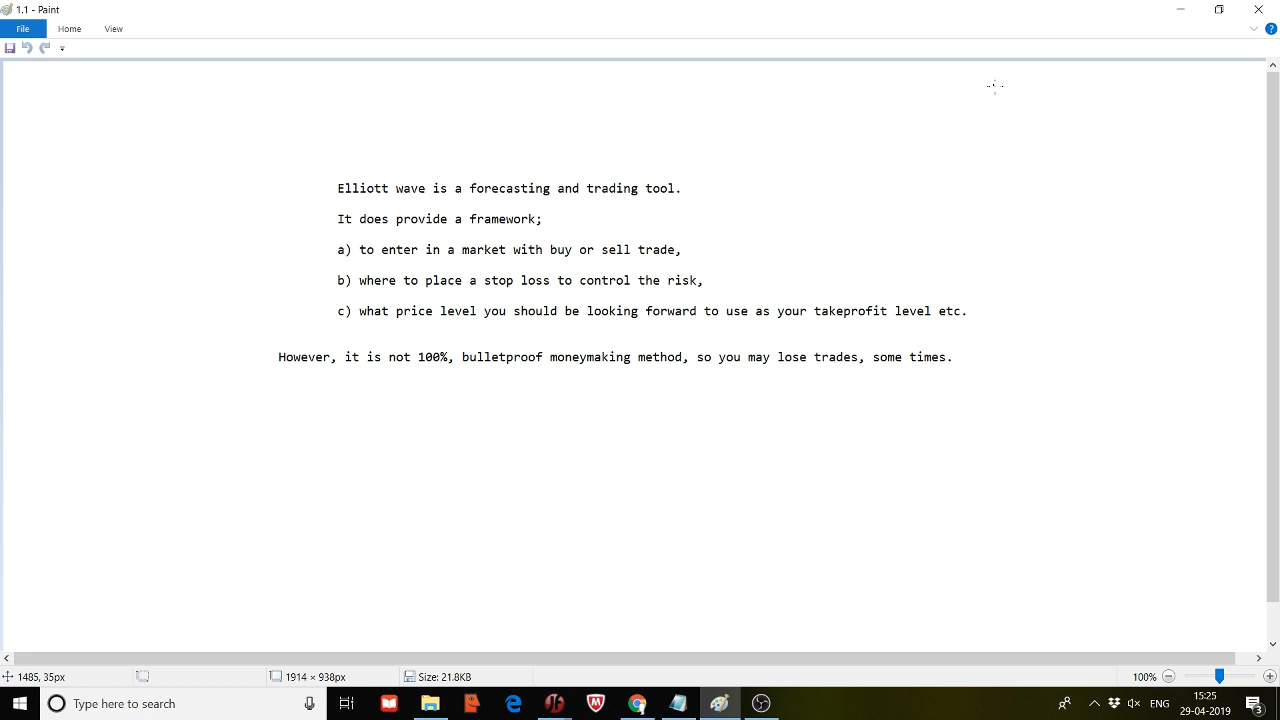 1.1 - Paint
File Home View
Elliott wave is a forecasting and trading tool.
It does provide a framework;
a) to enter in a market with buy or sell trade,
b) where to place a stop loss to control the risk,
c) what price level you should be looking forward to use as your takeprofit level etc.
However, it is not 100%, bulletproof moneymaking method, so you may lose trades, some times.
1485, 35px 1914 × 938px Size: 21.8KB 100%
Type here to search ENG 15:25
29-04-2019 3